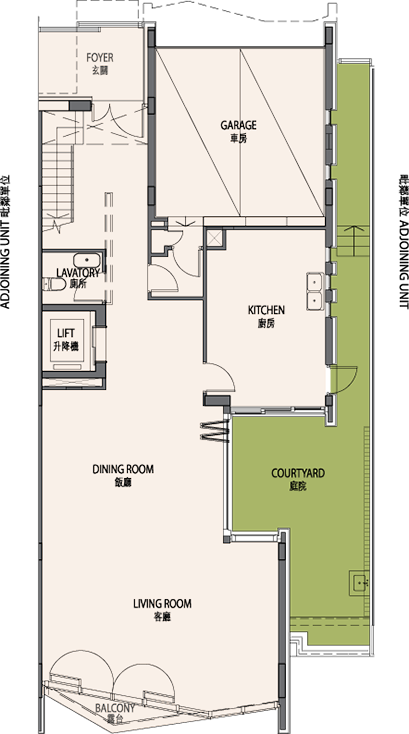 FOYER
玄關
GARAGE
車房
ADJOINING UNIT 毗鄰單位
毗鄰單位 ADJOINING UNIT
LAVATORY
廁所
KITCHEN
廚房
LIFT
升降機
DINING ROOM
飯廳
COURTYARD
庭院
LIVING ROOM
客廳
BALCONY
露台